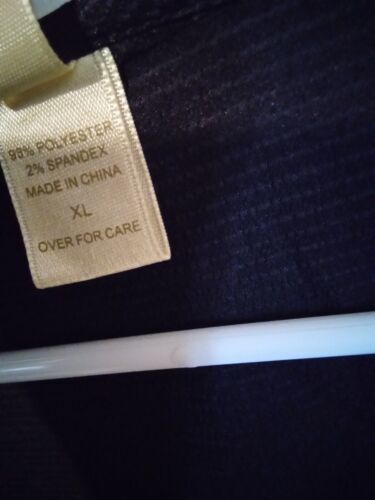 98% POLYESTER
2% SPANDEX
MADE IN CHINA
XL
OVER FOR CARE